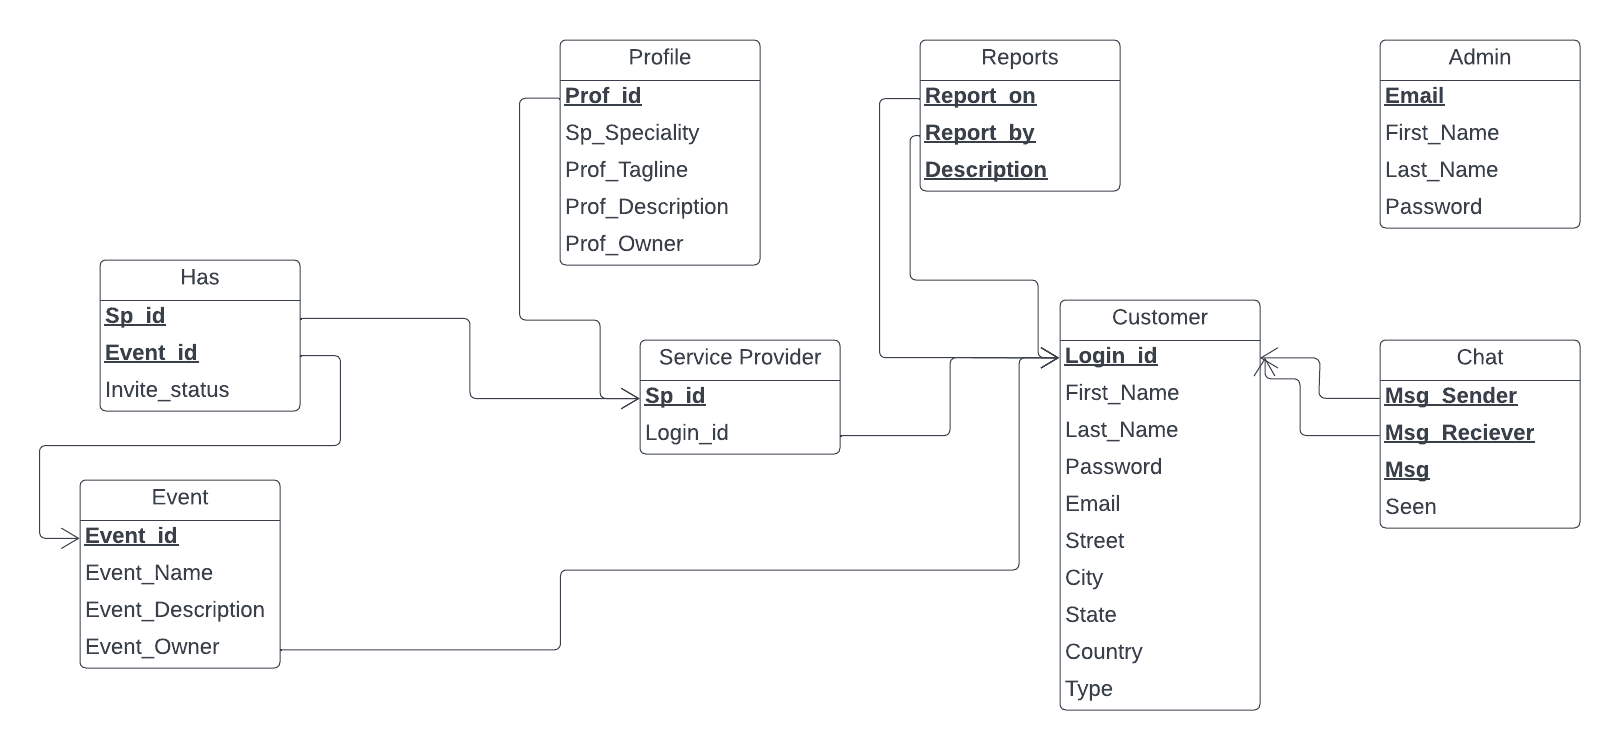 Profile
Prof_id
Sp_Speciality
Prof_Tagline
Prof_Description
Prof_Owner
Reports
Report_on
Report_by
Description
Admin
Email
First_Name
Last_Name
Password
Has
Sp_id
Event_id
Invite_status
Service Provider
Sp_id
Login_id
Customer
Login_id
First_Name
Last_Name
Password
Email
Street
City
State
Country
Type
Chat
Msg_Sender
Msg_Reciever
Msg
Seen
Event
Event_id
Event_Name
Event_Description
Event_Owner